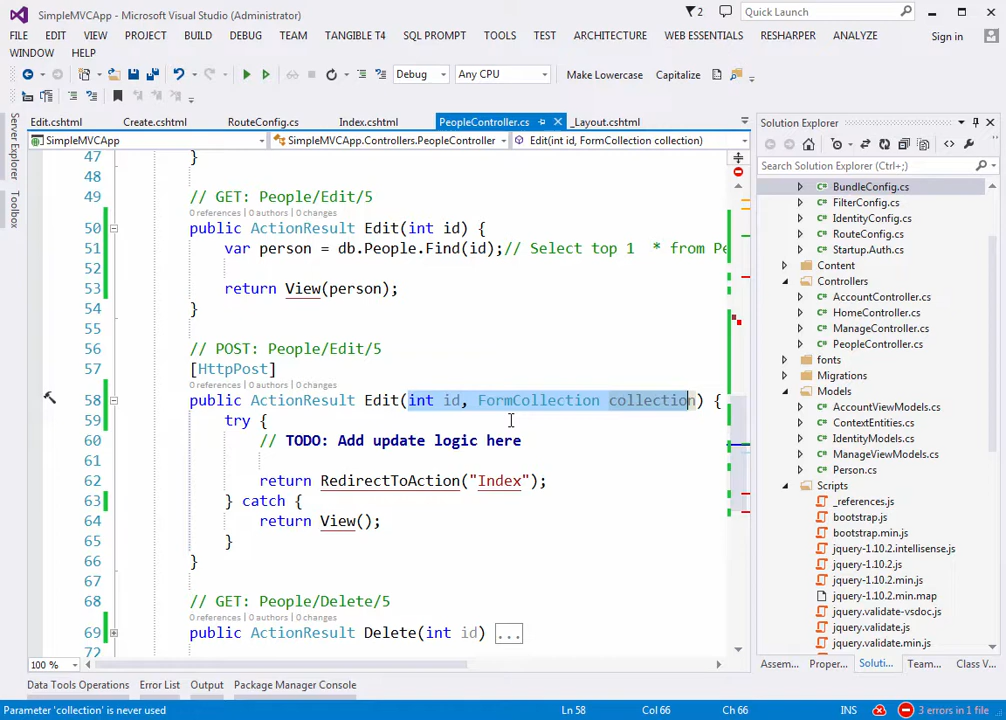 SimpleMVCApp - Microsoft Visual Studio (Administrator)
2
Quick Launch
FILE EDIT VIEW PROJECT BUILD DEBUG TEAM TANGIBLE T4 SQL PROMPT TOOLS TEST ARCHITECTURE WEB ESSENTIALS RESHARPER ANALYZE
Sign in
WINDOW HELP
Debug Any CPU Make Lowercase Capitalize
Edit.cshtml Create.cshtml RouteConfig.cs Index.cshtml PeopleController.cs _Layout.cshtml
SimpleMVCApp SimpleMVCApp.Controllers.PeopleController Edit(int id, FormCollection collection)
Server Explorer
Toolbox
47 }
48
49 // GET: People/Edit/5
0 references | 0 authors | 0 changes
50 public ActionResult Edit(int id) {
51 var person = db.People.Find(id);// Select top 1  * from Pe
52
53 return View(person);
54 }
55
56 // POST: People/Edit/5
57 [HttpPost]
0 references | 0 authors | 0 changes
58 public ActionResult Edit(int id, FormCollection collection) {
59 try {
60 // TODO: Add update logic here
61
62 return RedirectToAction("Index");
63 } catch {
64 return View();
65 }
66 }
67
68 // GET: People/Delete/5
0 references | 0 authors | 0 changes
69 public ActionResult Delete(int id) ...
72
100 %
Solution Explorer
Search Solution Explorer (Ctrl+;)
BundleConfig.cs
FilterConfig.cs
IdentityConfig.cs
RouteConfig.cs
Startup.Auth.cs
Content
Controllers
AccountController.cs
HomeController.cs
ManageController.cs
PeopleController.cs
fonts
Migrations
Models
AccountViewModels.cs
ContextEntities.cs
IdentityModels.cs
ManageViewModels.cs
Person.cs
Scripts
_references.js
bootstrap.js
bootstrap.min.js
jquery-1.10.2.intellisense.js
jquery-1.10.2.js
jquery-1.10.2.min.js
jquery-1.10.2.min.map
jquery.validate-vsdoc.js
jquery.validate.js
jquery.validate.min.js
Assem... Proper... Soluti... Team... Class V...
Data Tools Operations Error List Output Package Manager Console
Parameter 'collection' is never used Ln 58 Col 66 Ch 66 INS 3 errors in 1 file